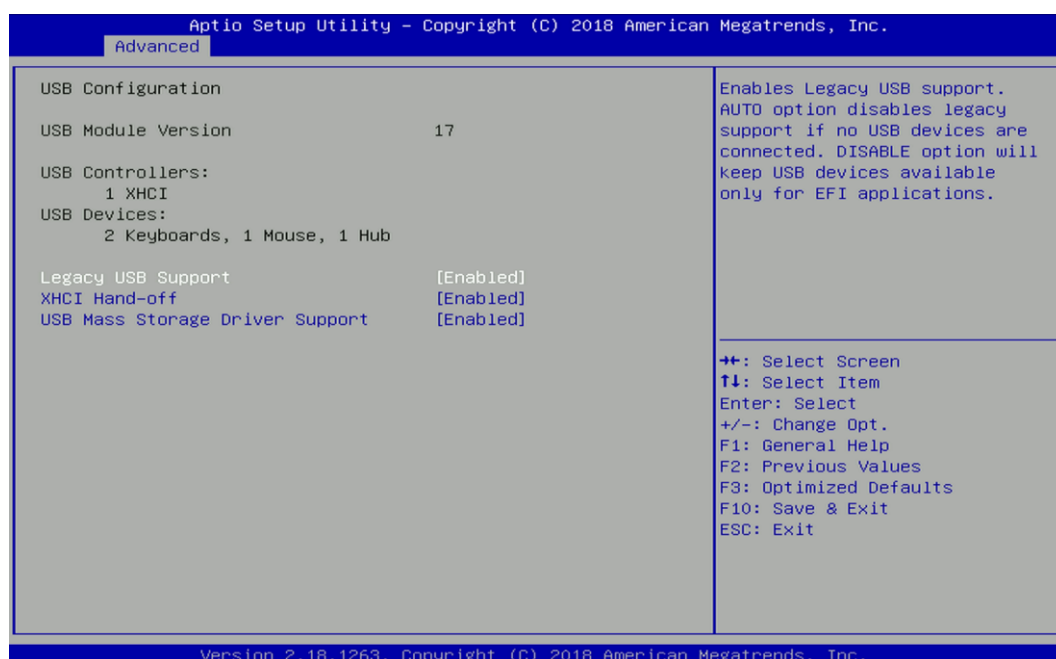 Aptio Setup Utility – Copyright (C) 2018 American Megatrends, Inc.
Advanced
USB Configuration
USB Module Version 17
USB Controllers:
1 XHCI
USB Devices:
2 Keyboards, 1 Mouse, 1 Hub
Legacy USB Support [Enabled]
XHCI Hand-off [Enabled]
USB Mass Storage Driver Support [Enabled]
Enables Legacy USB support.
AUTO option disables legacy
support if no USB devices are
connected. DISABLE option will
keep USB devices available
only for EFI applications.
→←: Select Screen
↑↓: Select Item
Enter: Select
+/-: Change Opt.
F1: General Help
F2: Previous Values
F3: Optimized Defaults
F10: Save & Exit
ESC: Exit
Version 2.18.1263. Copyright (C) 2018 American Megatrends, Inc.